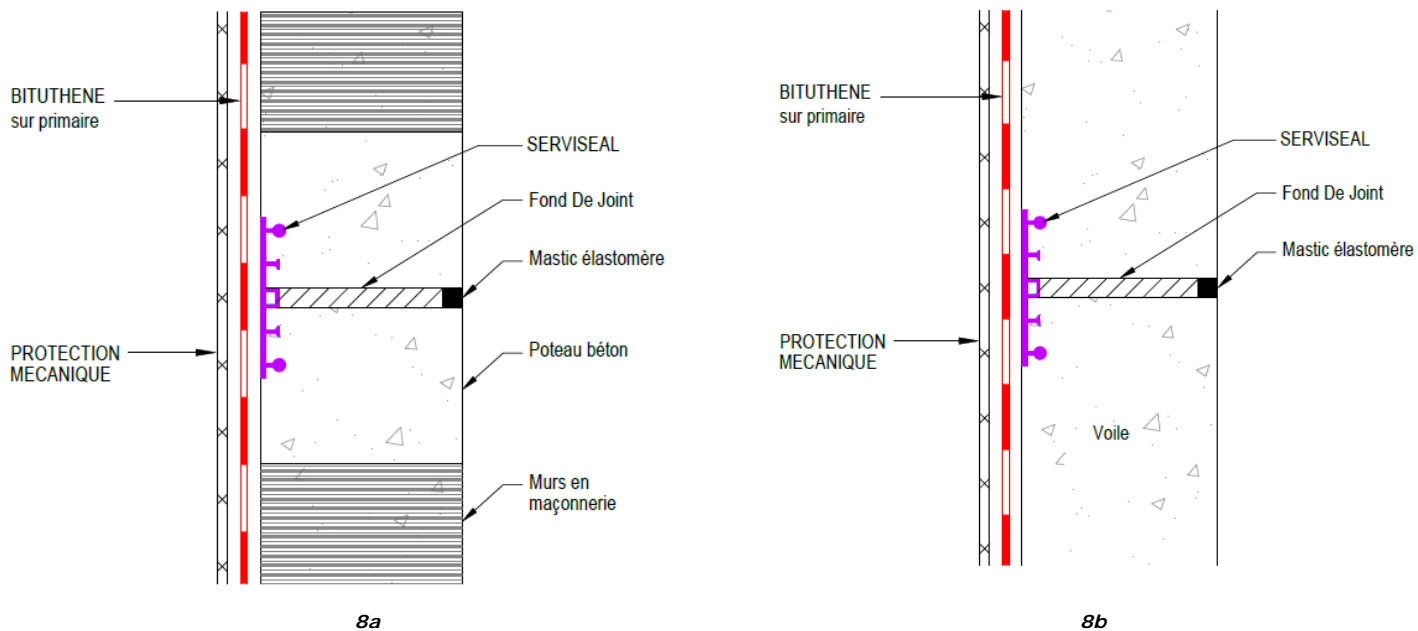 BITUTHENE
sur primaire
SERVISEAL
Fond De Joint
Mastic élastomère
PROTECTION
MECANIQUE
Poteau béton
Murs en
maçonnerie
8a
BITUTHENE
sur primaire
SERVISEAL
Fond De Joint
Mastic élastomère
PROTECTION
MECANIQUE
Voile
8b